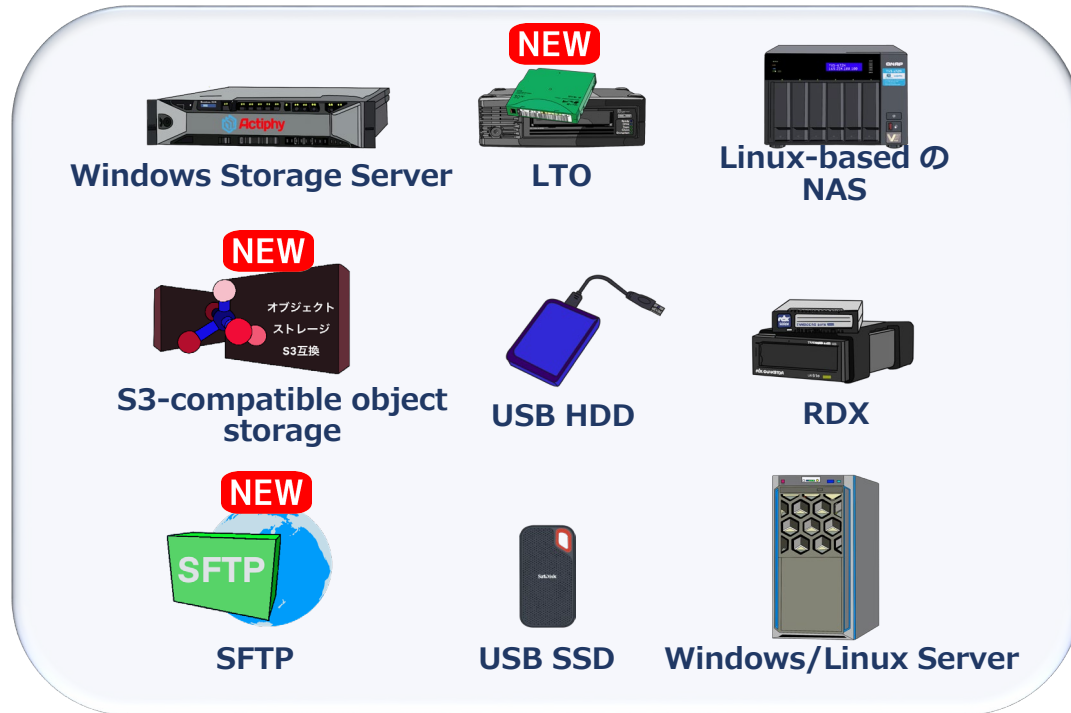 NEW
Actiphy
QNAP
Windows Storage Server
LTO
Linux-based の
NAS
NEW
オブジェクト
ストレージ
S3互換
S3-compatible object
storage
USB HDD
RDX
NEW
SFTP
SanDisk
SFTP
USB SSD
Windows/Linux Server